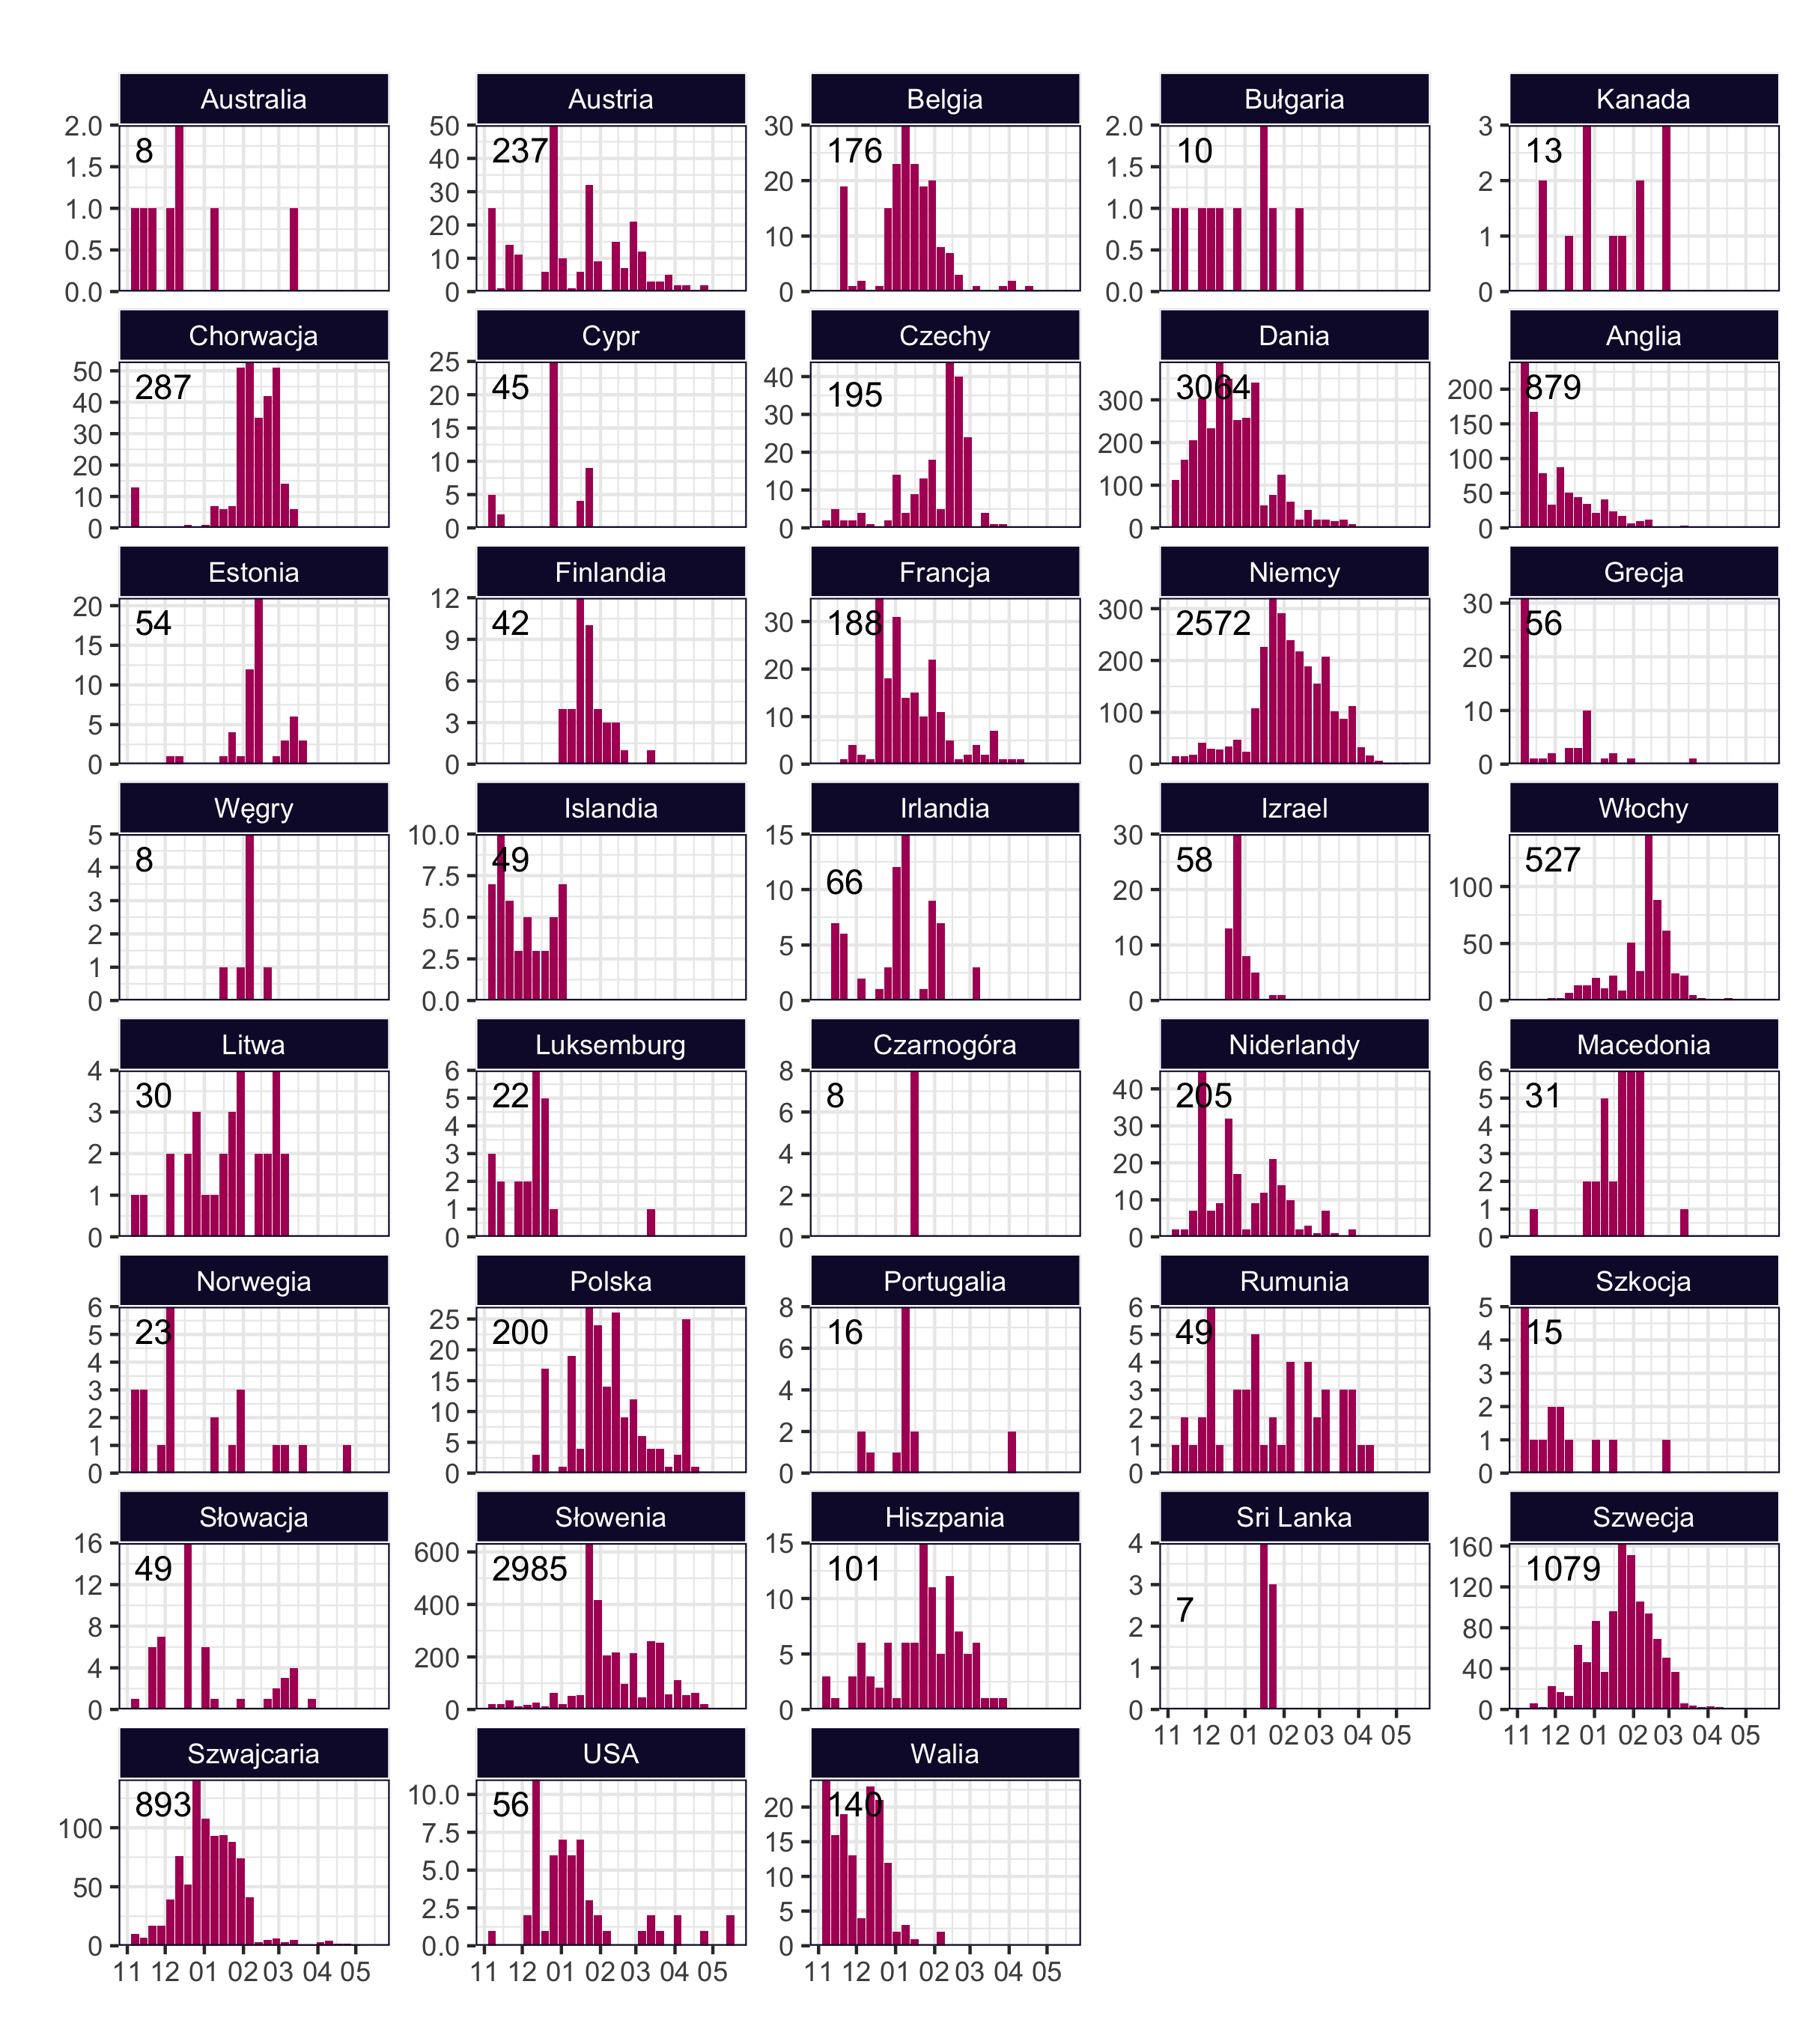 Australia Austria Belgia Bułgaria Kanada
2.0 50 30 2.0 3
8 237 176 10 13
1.5 40 20 1.5 2
1.0 30 10 1.0 1
0.5 20 0 0.5 0
0.0 10 0.0
0
Chorwacja Cypr Czechy Dania Anglia
50 25 40 300 200
287 45 195 3064 879
40 20 30 200 150
30 15 20 100 100
20 10 10 0 50
10 5 0 0
0 0
Estonia Finlandia Francja Niemcy Grecja
20 12 30 300 30
54 42 188 2572 56
15 9 20 200 20
10 6 10 100 10
5 3 0 0 0
0 0
Węgry Islandia Irlandia Izrael Włochy
5 10.0 15 30 100
8 49 66 58 527
4 7.5 10 20 50
3 5.0 5 10 0
2 2.5 0 0
1 0.0
0
Litwa Luksemburg Czarnogóra Niderlandy Macedonia
4 6 8 40 6
30 22 8 205 31
3 5 6 30 5
2 4 4 20 4
1 3 2 10 3
0 2 0 0 2
1 1
0 0
Norwegia Polska Portugalia Rumunia Szkocja
6 25 8 6 5
23 200 16 49 15
5 20 6 5 4
4 15 4 4 3
3 10 2 3 2
2 5 0 2 1
1 0 1 0
0 0
Słowacja Słowenia Hiszpania Sri Lanka Szwecja
16 600 15 4 160
49 2985 101 7 1079
12 400 10 3 120
8 200 5 2 80
4 0 0 1 40
0 0 0
11 12 01 02 03 04 05 11 12 01 02 03 04 05
Szwajcaria USA Walia
100 10.0 20
893 56 140
50 7.5 15
0 5.0 10
2.5 5
0.0 0
11 12 01 02 03 04 05 11 12 01 02 03 04 05 11 12 01 02 03 04 05